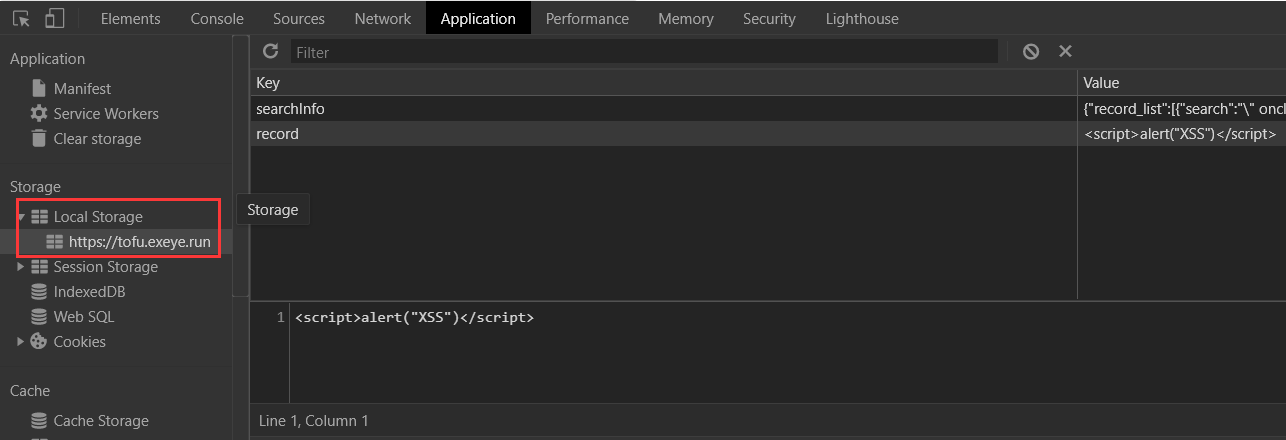 Elements Console Sources Network Application Performance Memory Security Lighthouse
Application
Manifest
Service Workers
Clear storage
Storage
Local Storage
https://tofu.exeye.run
Session Storage
IndexedDB
Web SQL
Cookies
Cache
Cache Storage
Filter
Key Value
searchInfo {"record_list":[{"search":"\" oncl
record <script>alert("XSS")</script>
Storage
1 <script>alert("XSS")</script>
Line 1, Column 1